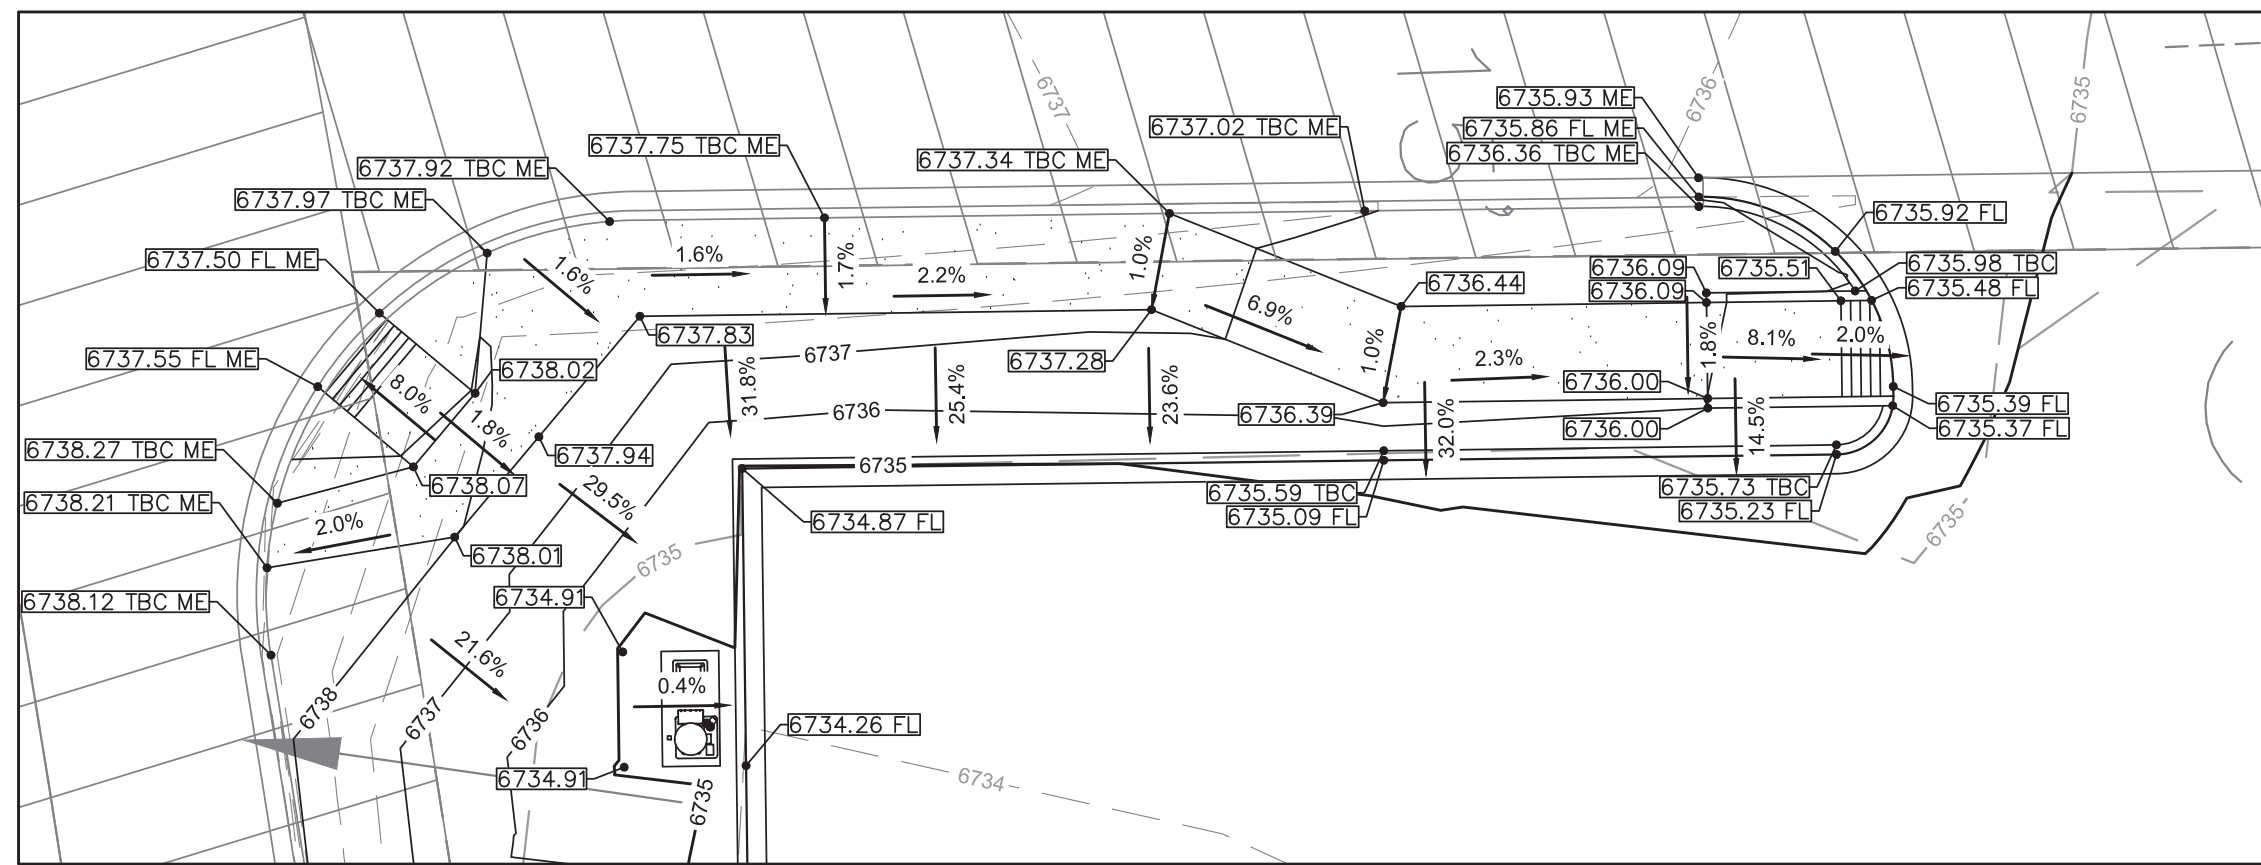 6737
6736
6735
6735.93 ME
6735.86 FL ME
6736.36 TBC ME
6737.02 TBC ME
6737.75 TBC ME
6737.34 TBC ME
6737.92 TBC ME
6737.97 TBC ME
6735.92 FL
6737.50 FL ME
1.6%
1.6%
1.7%
2.2%
1.0%
6736.09
6735.51
6735.98 TBC
6736.09
6735.48 FL
6736.44
6.9%
6737.83
1.8%
8.1%
2.0%
6737.55 FL ME
6737
6737.28
1.0%
2.3%
6738.02
8.0%
31.8%
25.4%
23.6%
6736.00
6735.39 FL
6736
6736.39
32.0%
14.5%
6736.00
6735.37 FL
1.8%
6738.27 TBC ME
6737.94
6738.07
6735
6735.59 TBC
6735.73 TBC
29.5%
6738.21 TBC ME
2.0%
6734.87 FL
6735.09 FL
6735.23 FL
6735
6738.01
6735
6738.12 TBC ME
6734.91
21.6%
0.4%
6738
6737
6736
6734.26 FL
6734.91
6735
6734